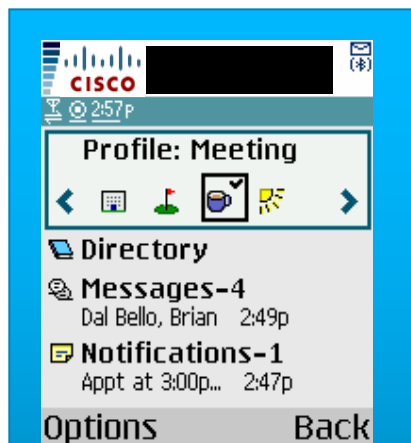 CISCO
2:57P
Profile: Meeting
Directory
Messages-4
Dal Bello, Brian 2:49p
Notifications-1
Appt at 3:00p... 2:47p
Options Back